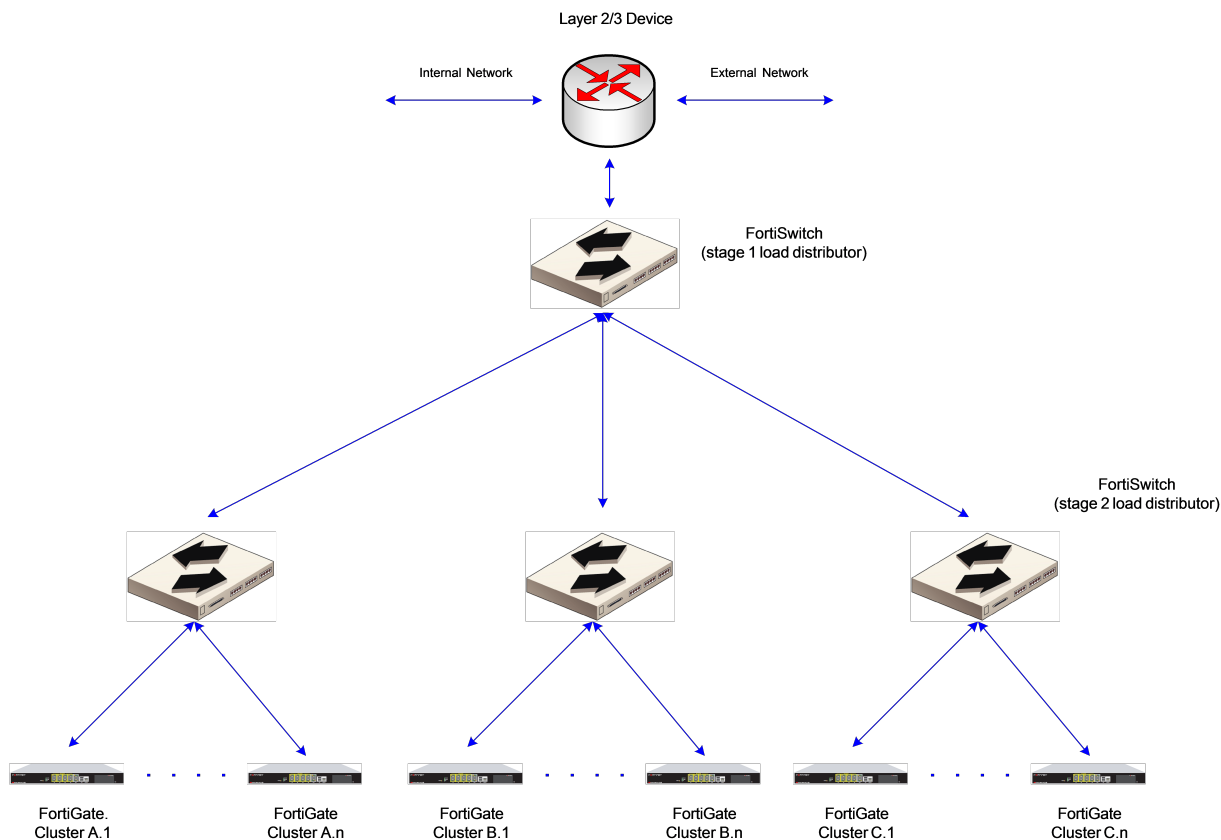 Layer 2/3 Device
Internal Network
External Network
FortiSwitch
(stage 1 load distributor)
FortiSwitch
(stage 2 load distributor)
FortiGate.
Cluster A.1
FortiGate
Cluster A.n
FortiGate
Cluster B.1
FortiGate
Cluster B.n
FortiGate
Cluster C.1
FortiGate
Cluster C.n